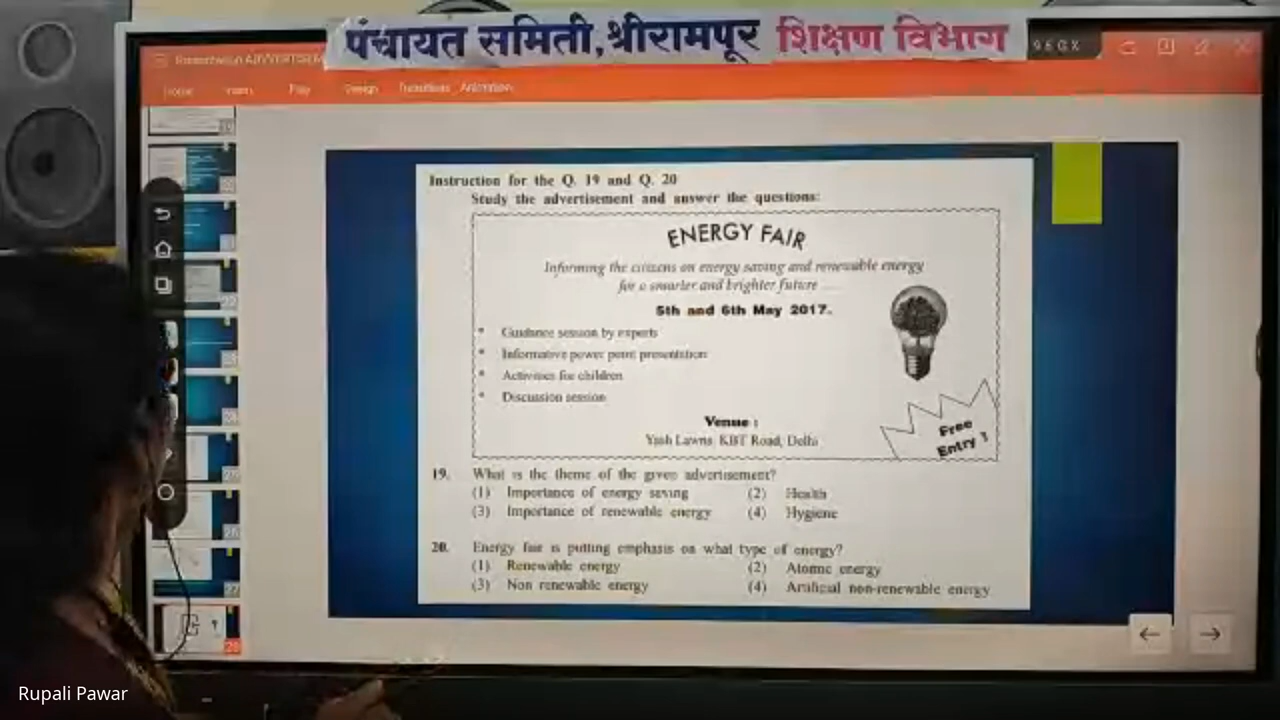 पंचायत समिती,श्रीरामपूर शिक्षण विभाग
Home
Play
Design
Transitions
Animation
Instruction for the Q. 19 and Q. 20
Study the advertisement and answer the questions:
ENERGY FAIR
Informing the citizens on energy saving and renewable energy
for a smarter and brighter future
5th and 6th May 2017.
* Guidance session by experts
* Informative power point presentation
* Activities for children
* Discussion session
Venue :
Yash Lawns, KBT Road, Delhi
Free
Entry !
19. What is the theme of the given advertisement?
(1) Importance of energy saving (2) Health
(3) Importance of renewable energy (4) Hygiene
20. Energy fair is putting emphasis on what type of energy?
(1) Renewable energy (2) Atomic energy
(3) Non renewable energy (4) Artificial non-renewable energy
Rupali Pawar